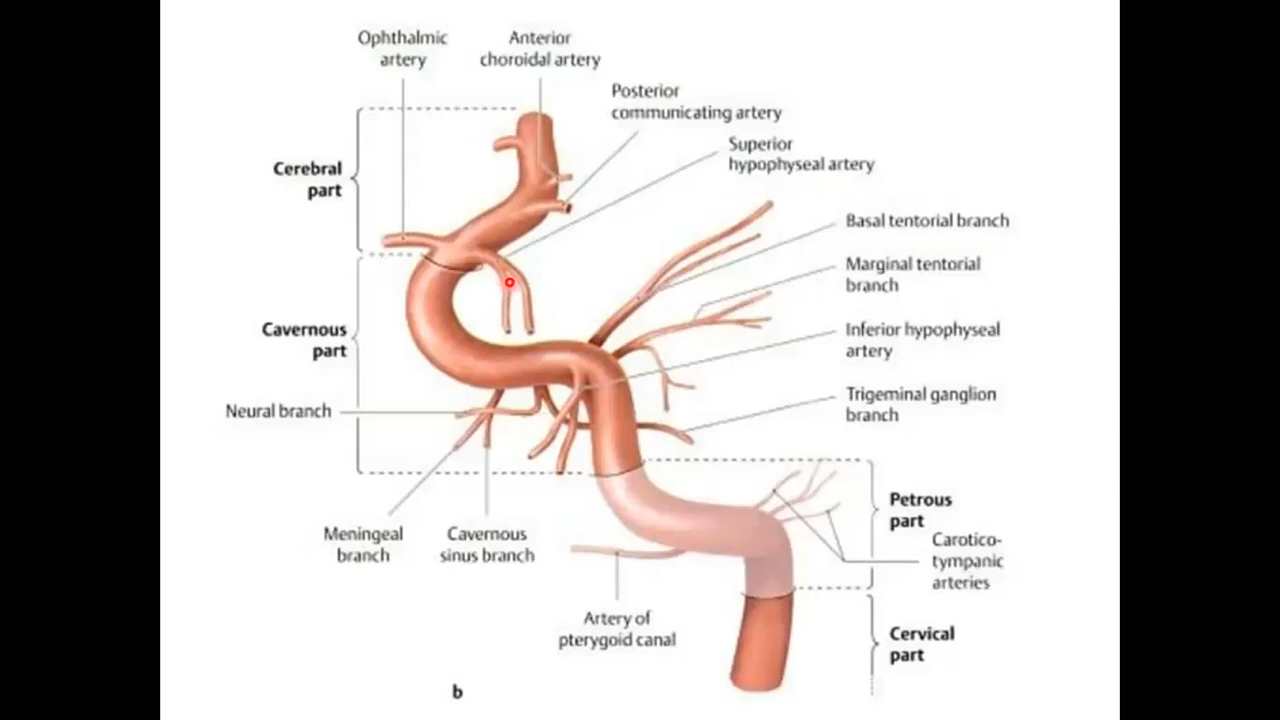 Ophthalmic
artery
Anterior
choroidal artery
Posterior
communicating artery
Superior
hypophyseal artery
Cerebral
part
Basal tentorial branch
Marginal tentorial
branch
Cavernous
part
Inferior hypophyseal
artery
Neural branch
Trigeminal ganglion
branch
Meningeal
branch
Cavernous
sinus branch
Petrous
part
Carotico-
tympanic
arteries
Artery of
pterygoid canal
Cervical
part
b